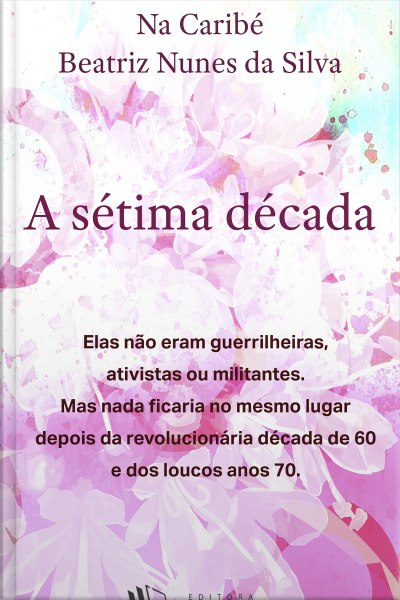 Na Caribé
Beatriz Nunes da Silva
A sétima década
Elas não eram guerrilheiras,
ativistas ou militantes.
Mas nada ficaria no mesmo lugar
depois da revolucionária década de 60
e dos loucos anos 70.
EDITORA